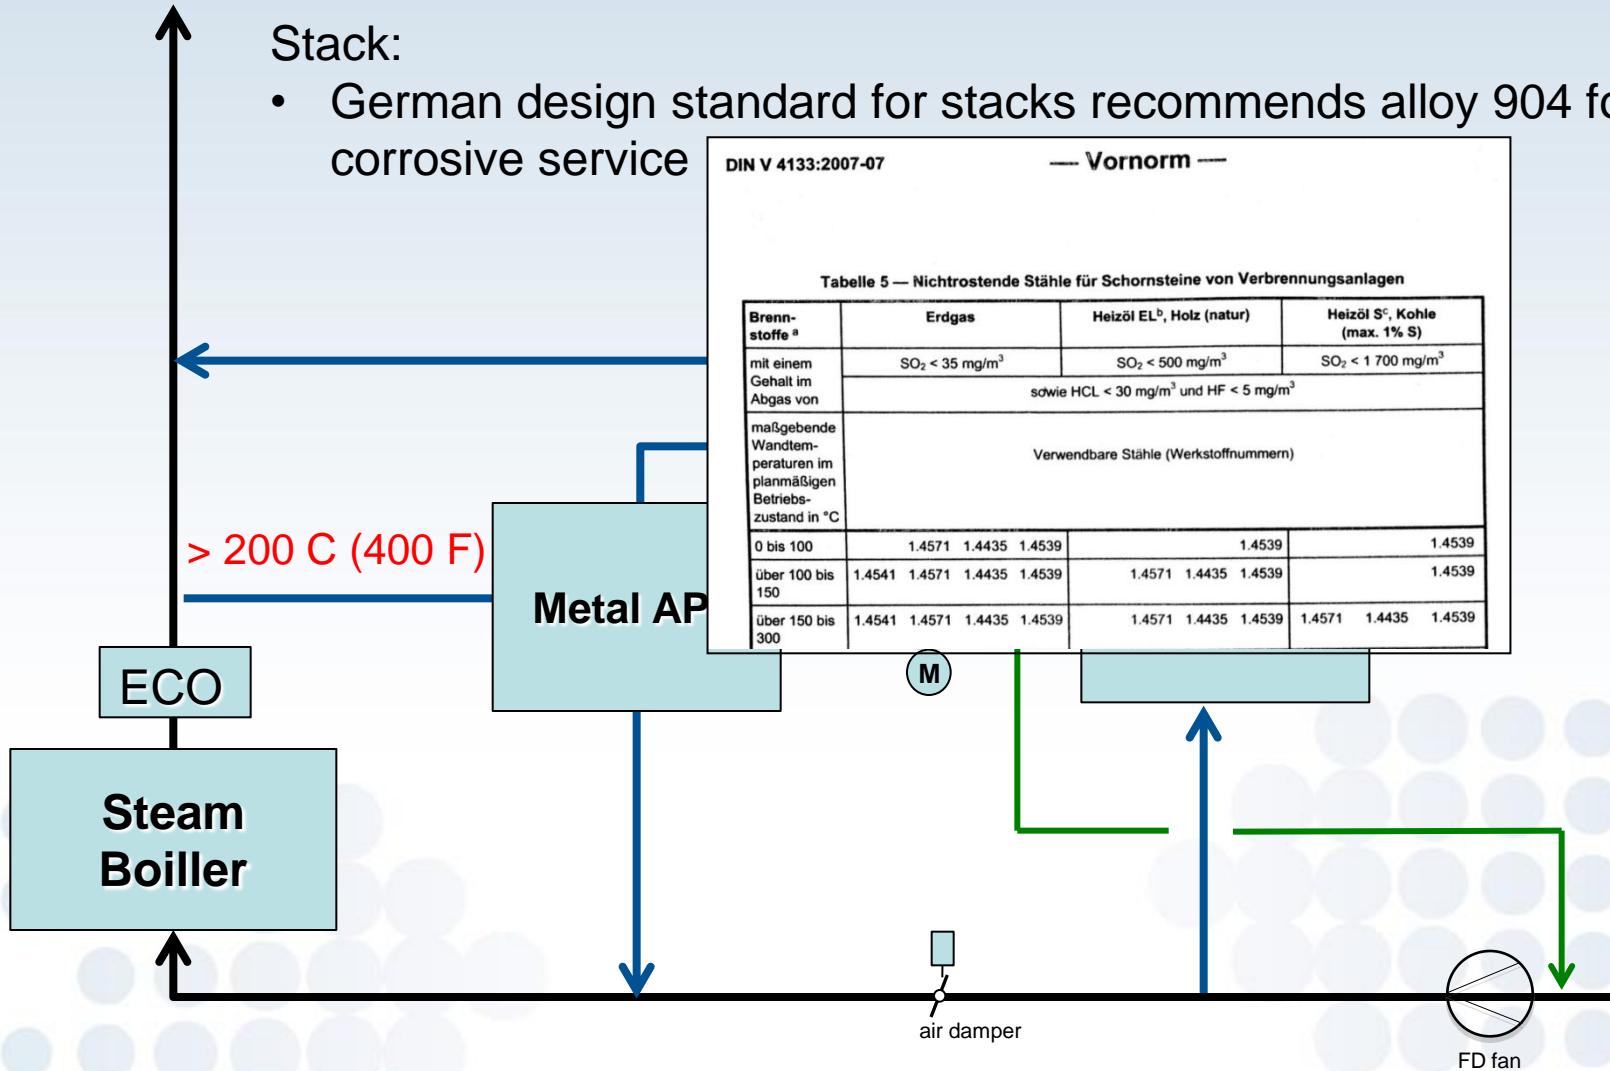 Stack:
• German design standard for stacks recommends alloy 904
corrosive service
DIN V 4133:2007-07 — Vornorm —
Tabelle 5 — Nichtrostende Stähle für Schornsteine von Verbrennungsanlagen
Brenn-
stoffe a
Erdgas
Heizöl ELb, Holz (natur)
Heizöl Sc, Kohle
(max. 1% S)
mit einem
Gehalt im
Abgas von
SO2 < 35 mg/m3
SO2 < 500 mg/m3
SO2 < 1 700 mg/m3
sowie HCL < 30 mg/m3 und HF < 5 mg/m3
maßgebende
Wandtem-
peraturen im
planmäßigen
Betriebs-
zustand in °C
Verwendbare Stähle (Werkstoffnummern)
0 bis 100 1.4571 1.4435 1.4539 1.4539 1.4539
über 100 bis
150
1.4541 1.4571 1.4435 1.4539 1.4571 1.4435 1.4539 1.4539
über 150 bis
300
1.4541 1.4571 1.4435 1.4539 1.4571 1.4435 1.4539 1.4571 1.4435 1.4539
> 200 C (400 F)
Metal AP
M
ECO
Steam
Boiller
air damper
FD fan